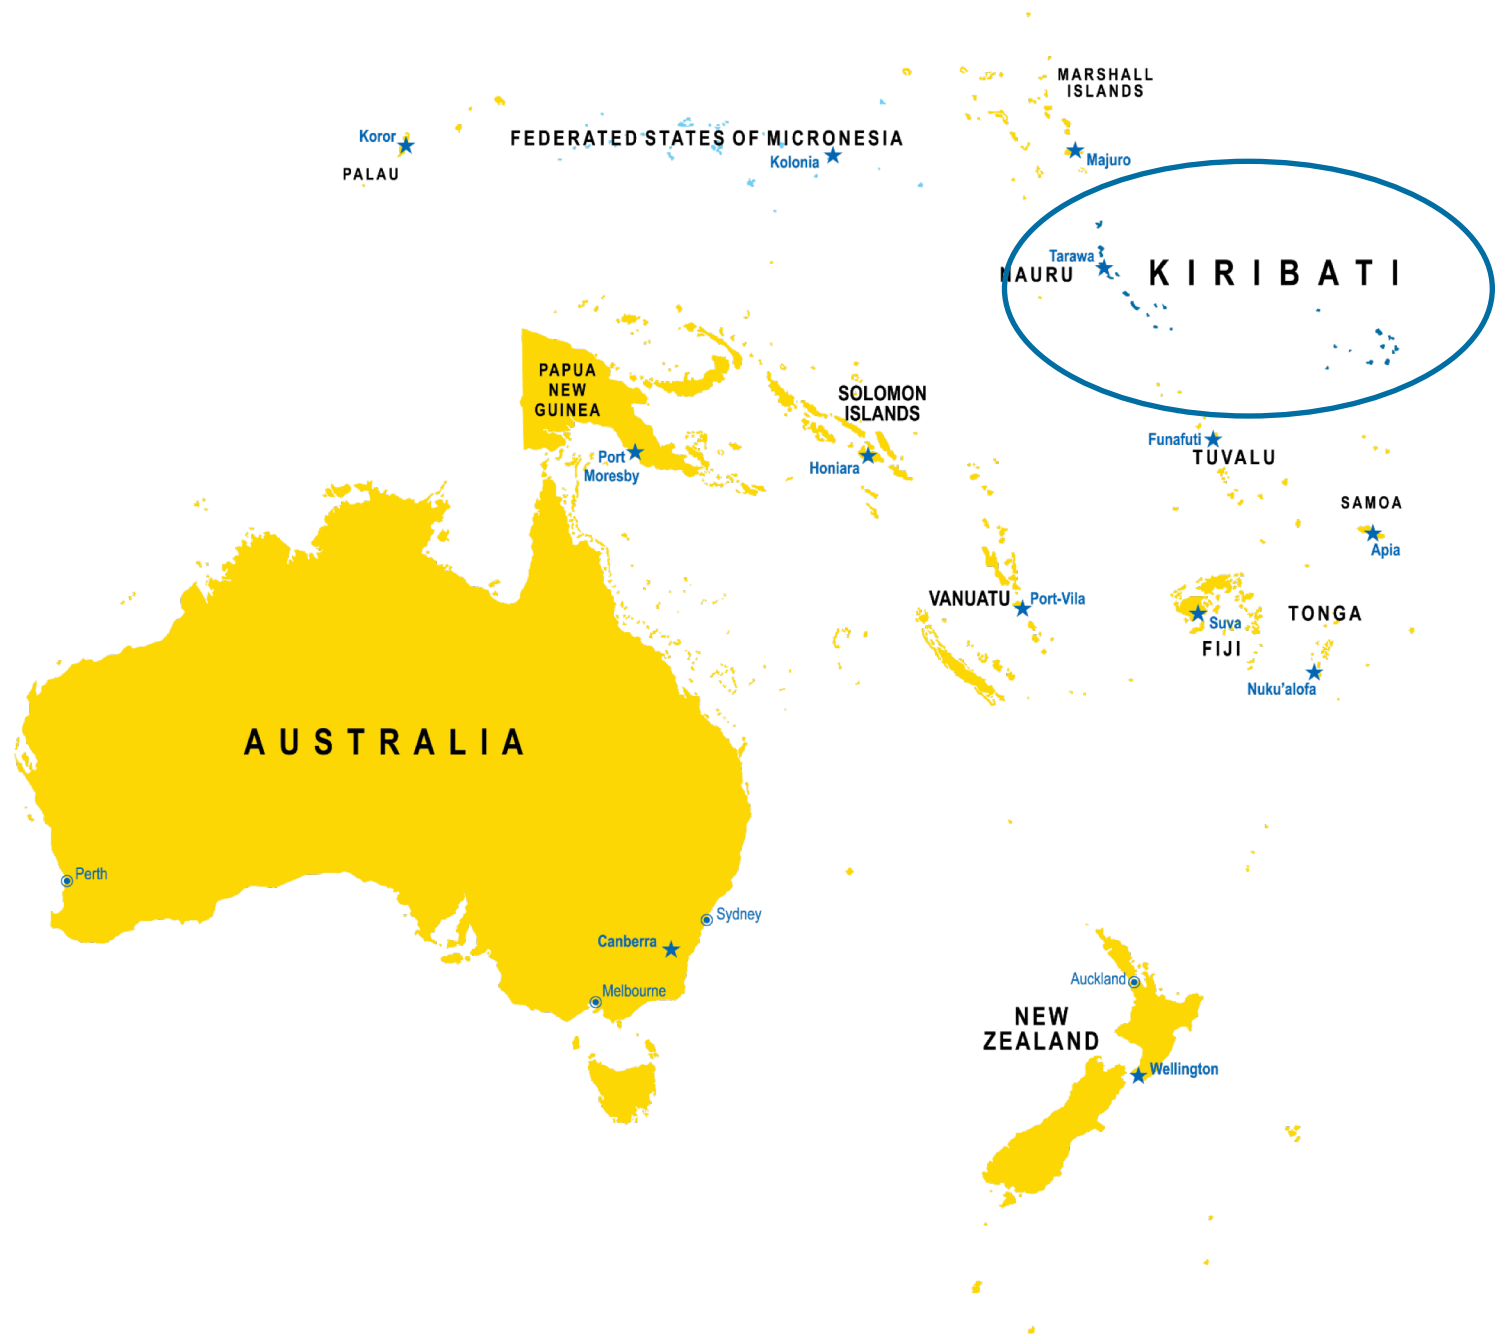 MARSHALL
ISLANDS
Koror
FEDERATED STATES OF MICRONESIA
Kolonia
Majuro
PALAU
Tarawa
NAURU
KIRIBATI
PAPUA
NEW
GUINEA
SOLOMON
ISLANDS
Funafuti
TUVALU
Port
Moresby
Honiara
SAMOA
Apia
VANUATU
Port-Vila
Suva
TONGA
FIJI
Nuku'alofa
AUSTRALIA
Perth
Sydney
Canberra
Melbourne
Auckland
NEW
ZEALAND
Wellington